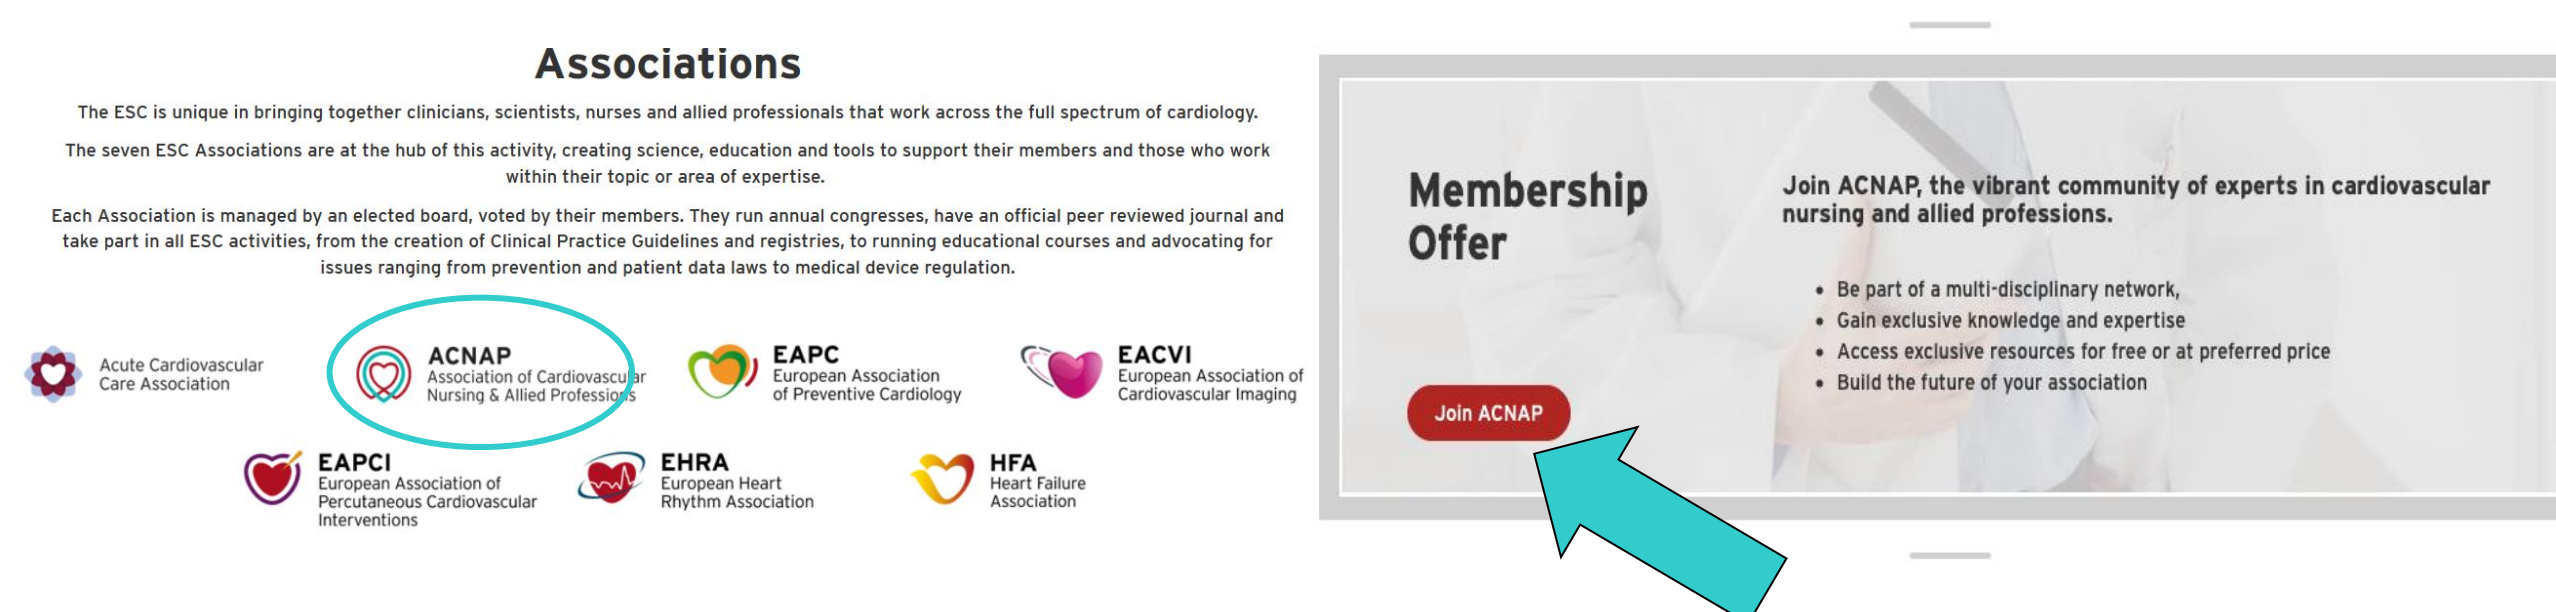 Associations
The ESC is unique in bringing together clinicians, scientists, nurses and allied professionals that work across the full spectrum of cardiology.
The seven ESC Associations are at the hub of this activity, creating science, education and tools to support their members and those who work
within their topic or area of expertise.
Each Association is managed by an elected board, voted by their members. They run annual congresses, have an official peer reviewed journal and
take part in all ESC activities, from the creation of Clinical Practice Guidelines and registries, to running educational courses and advocating for
issues ranging from prevention and patient data laws to medical device regulation.
Acute Cardiovascular
Care Association
ACNAP
Association of Cardiovascular
Nursing & Allied Professions
EAPC
European Association
of Preventive Cardiology
EACVI
European Association of
Cardiovascular Imaging
EAPCI
European Association of
Percutaneous Cardiovascular
Interventions
EHRA
European Heart
Rhythm Association
HFA
Heart Failure
Association
Membership
Offer
Join ACNAP
Join ACNAP, the vibrant community of experts in cardiovascular
nursing and allied professions.
• Be part of a multi-disciplinary network,
• Gain exclusive knowledge and expertise
• Access exclusive resources for free or at preferred price
• Build the future of your association